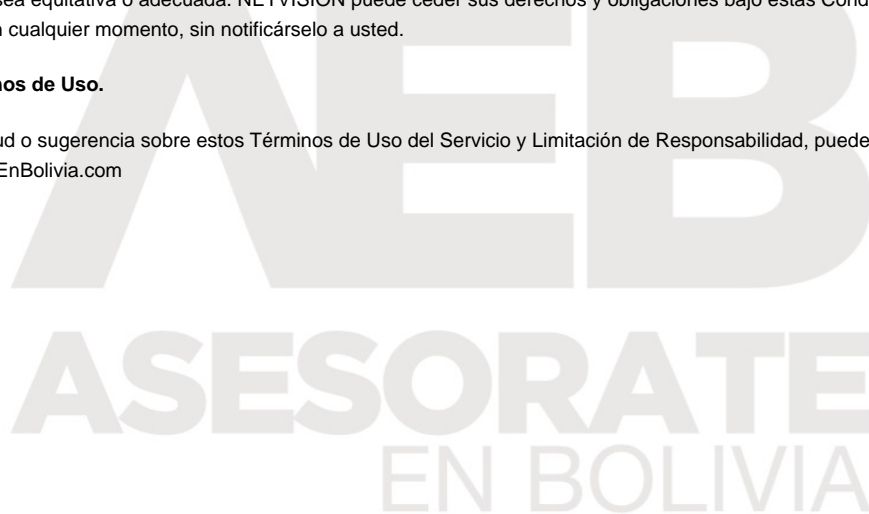 sea equitativa o adecuada. NETVISION puede ceder sus derechos y obligaciones bajo estas Cond
cualquier momento, sin notificárselo a usted.
nos de Uso.
ud o sugerencia sobre estos Términos de Uso del Servicio y Limitación de Responsabilidad, puede
EnBolivia.com
AEB
ASESORATE
EN BOLIVIA